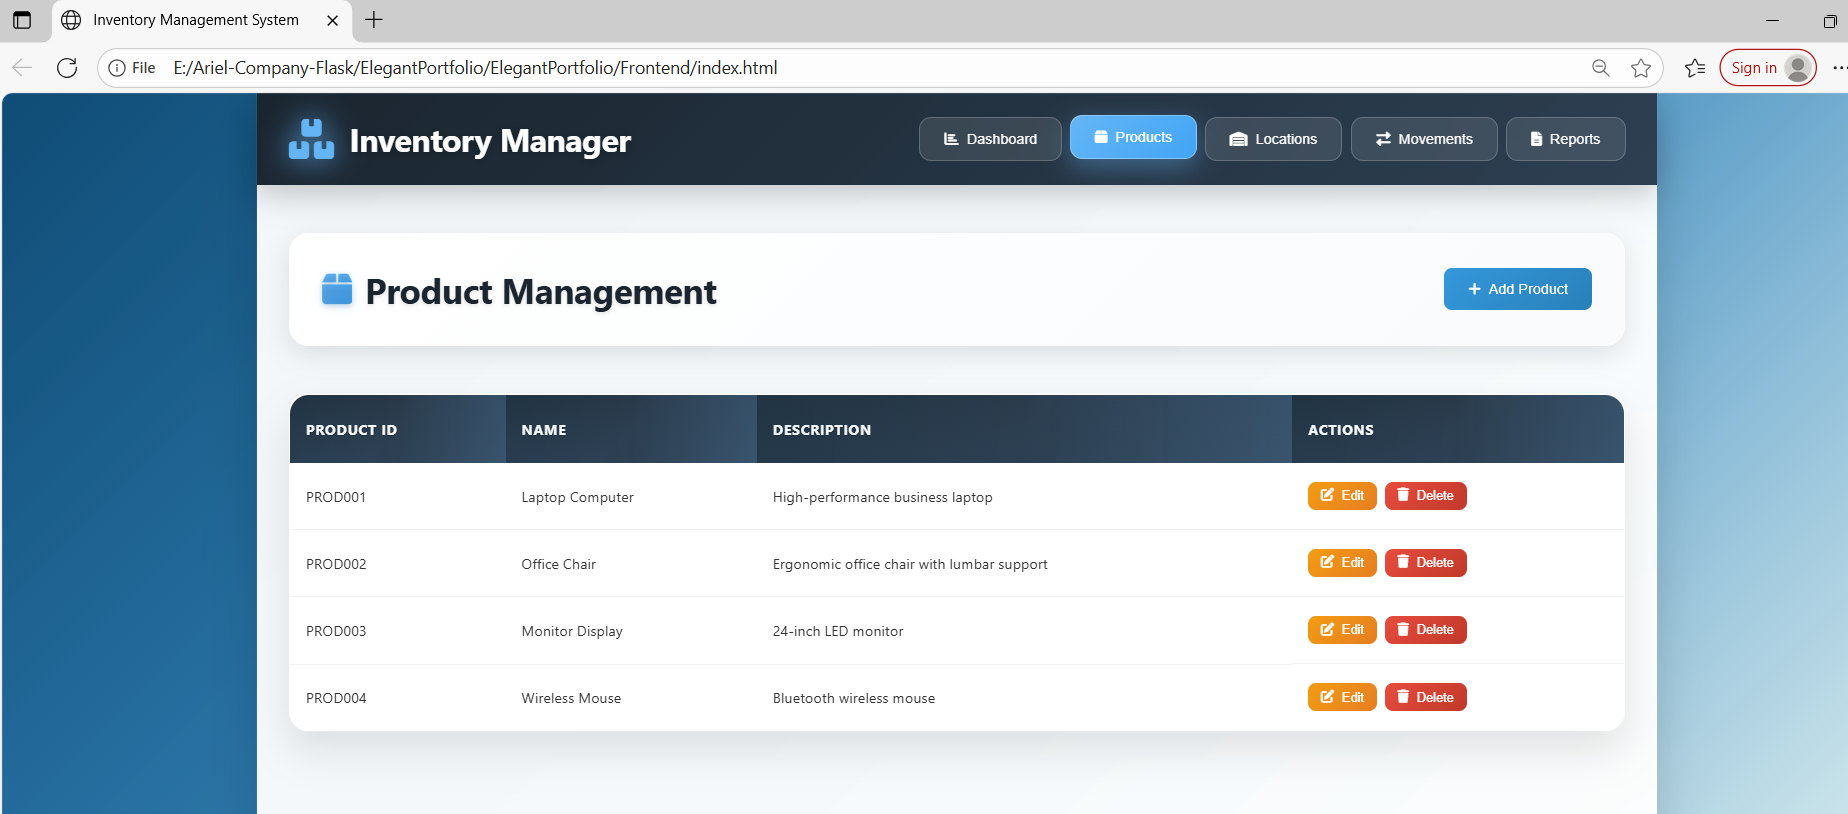 Inventory Management System
File E:/Ariel-Company-Flask/ElegantPortfolio/ElegantPortfolio/Frontend/index.html
Sign in
Inventory Manager
Dashboard
Products
Locations
Movements
Reports
Product Management
+ Add Product
PRODUCT ID NAME DESCRIPTION ACTIONS
PROD001 Laptop Computer High-performance business laptop Edit Delete
PROD002 Office Chair Ergonomic office chair with lumbar support Edit Delete
PROD003 Monitor Display 24-inch LED monitor Edit Delete
PROD004 Wireless Mouse Bluetooth wireless mouse Edit Delete